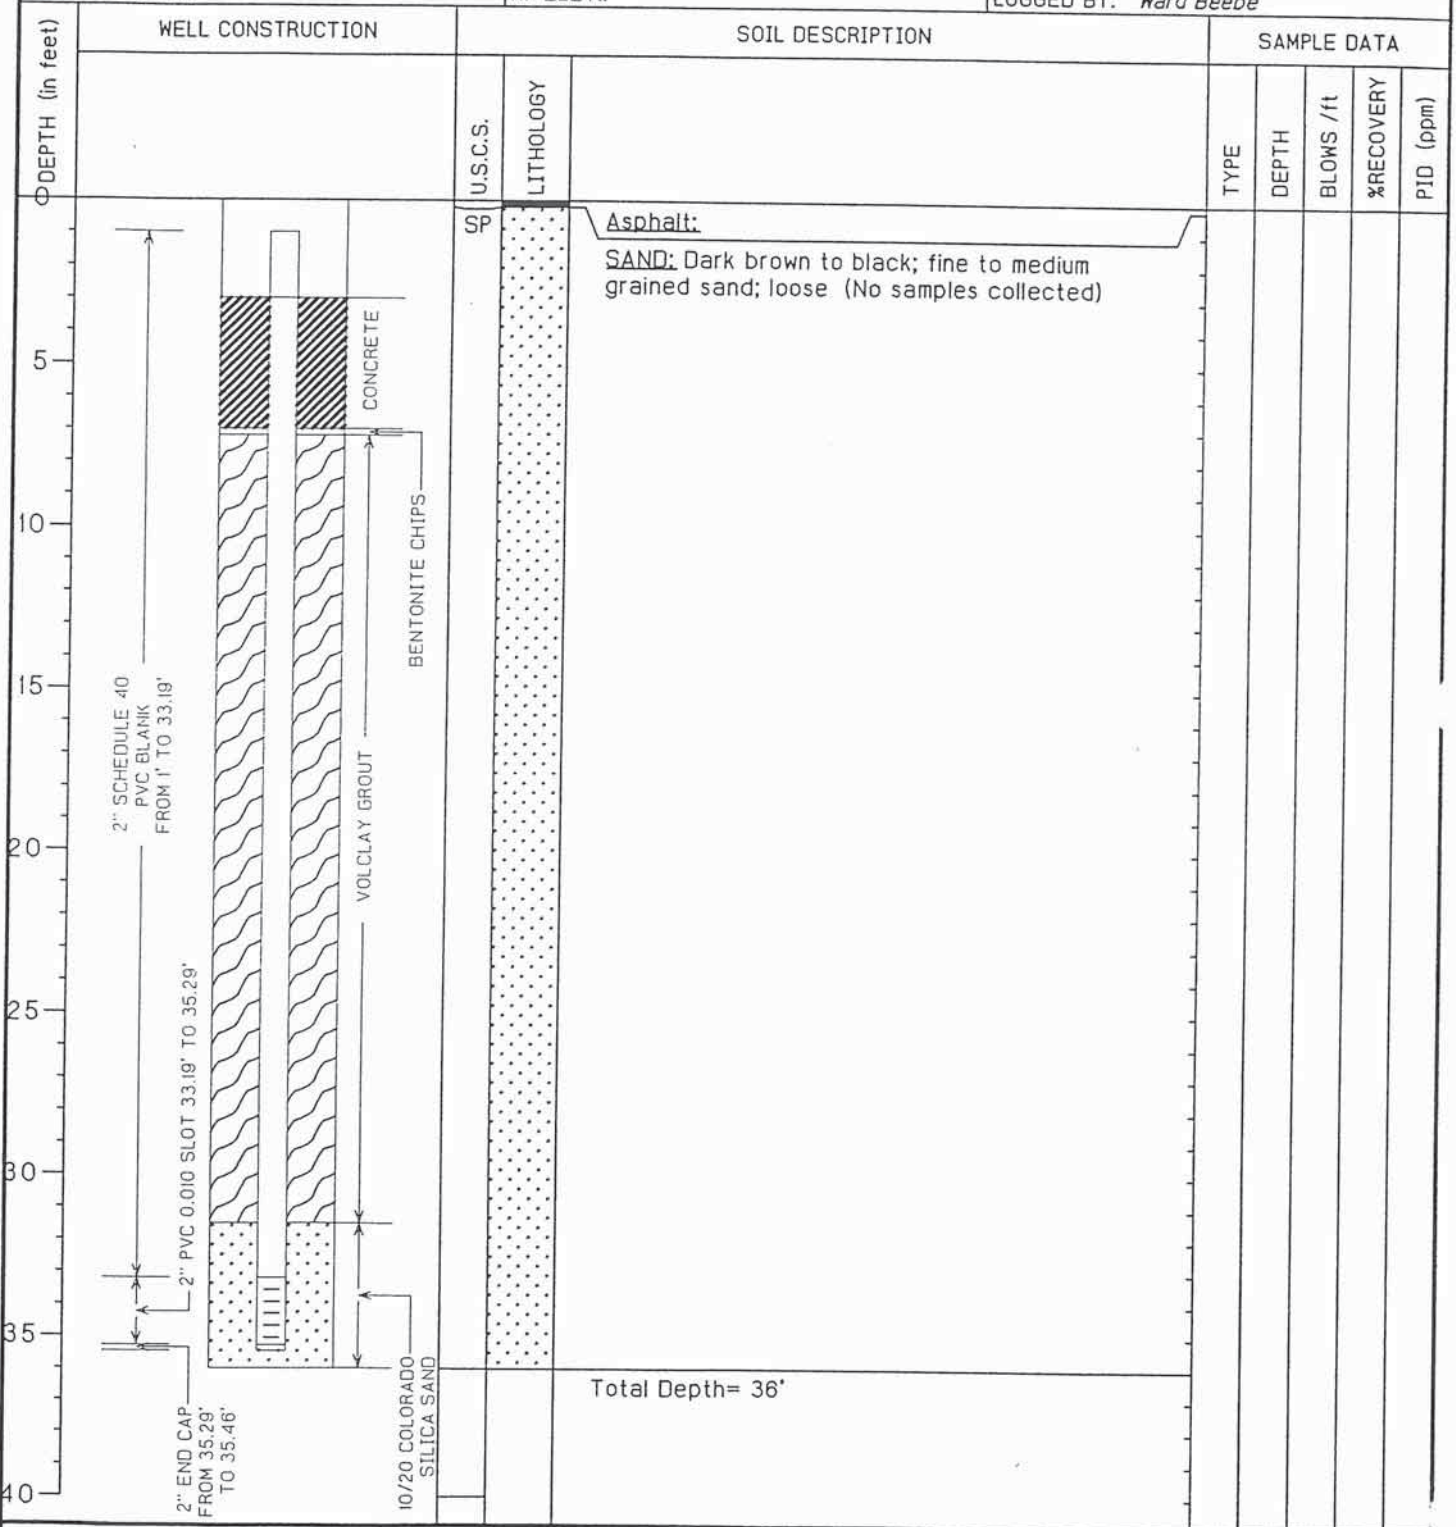 LOGGED BY: Ward Beebe
DEPTH (in feet)
WELL CONSTRUCTION
SOIL DESCRIPTION
SAMPLE DATA
U.S.C.S.
LITHOLOGY
TYPE
DEPTH
BLOWS /ft
%RECOVERY
PID (ppm)
0
5
10
15
20
25
30
35
40
SP
Asphalt:
SAND: Dark brown to black; fine to medium
grained sand; loose (No samples collected)
CONCRETE
BENTONITE CHIPS
2" SCHEDULE 40
PVC BLANK
FROM 1' TO 33.19'
VOLCLAY GROUT
2" PVC 0.010 SLOT 33.19' TO 35.29'
2" END CAP
FROM 35.29'
TO 35.46'
10/20 COLORADO
SILICA SAND
Total Depth= 36'